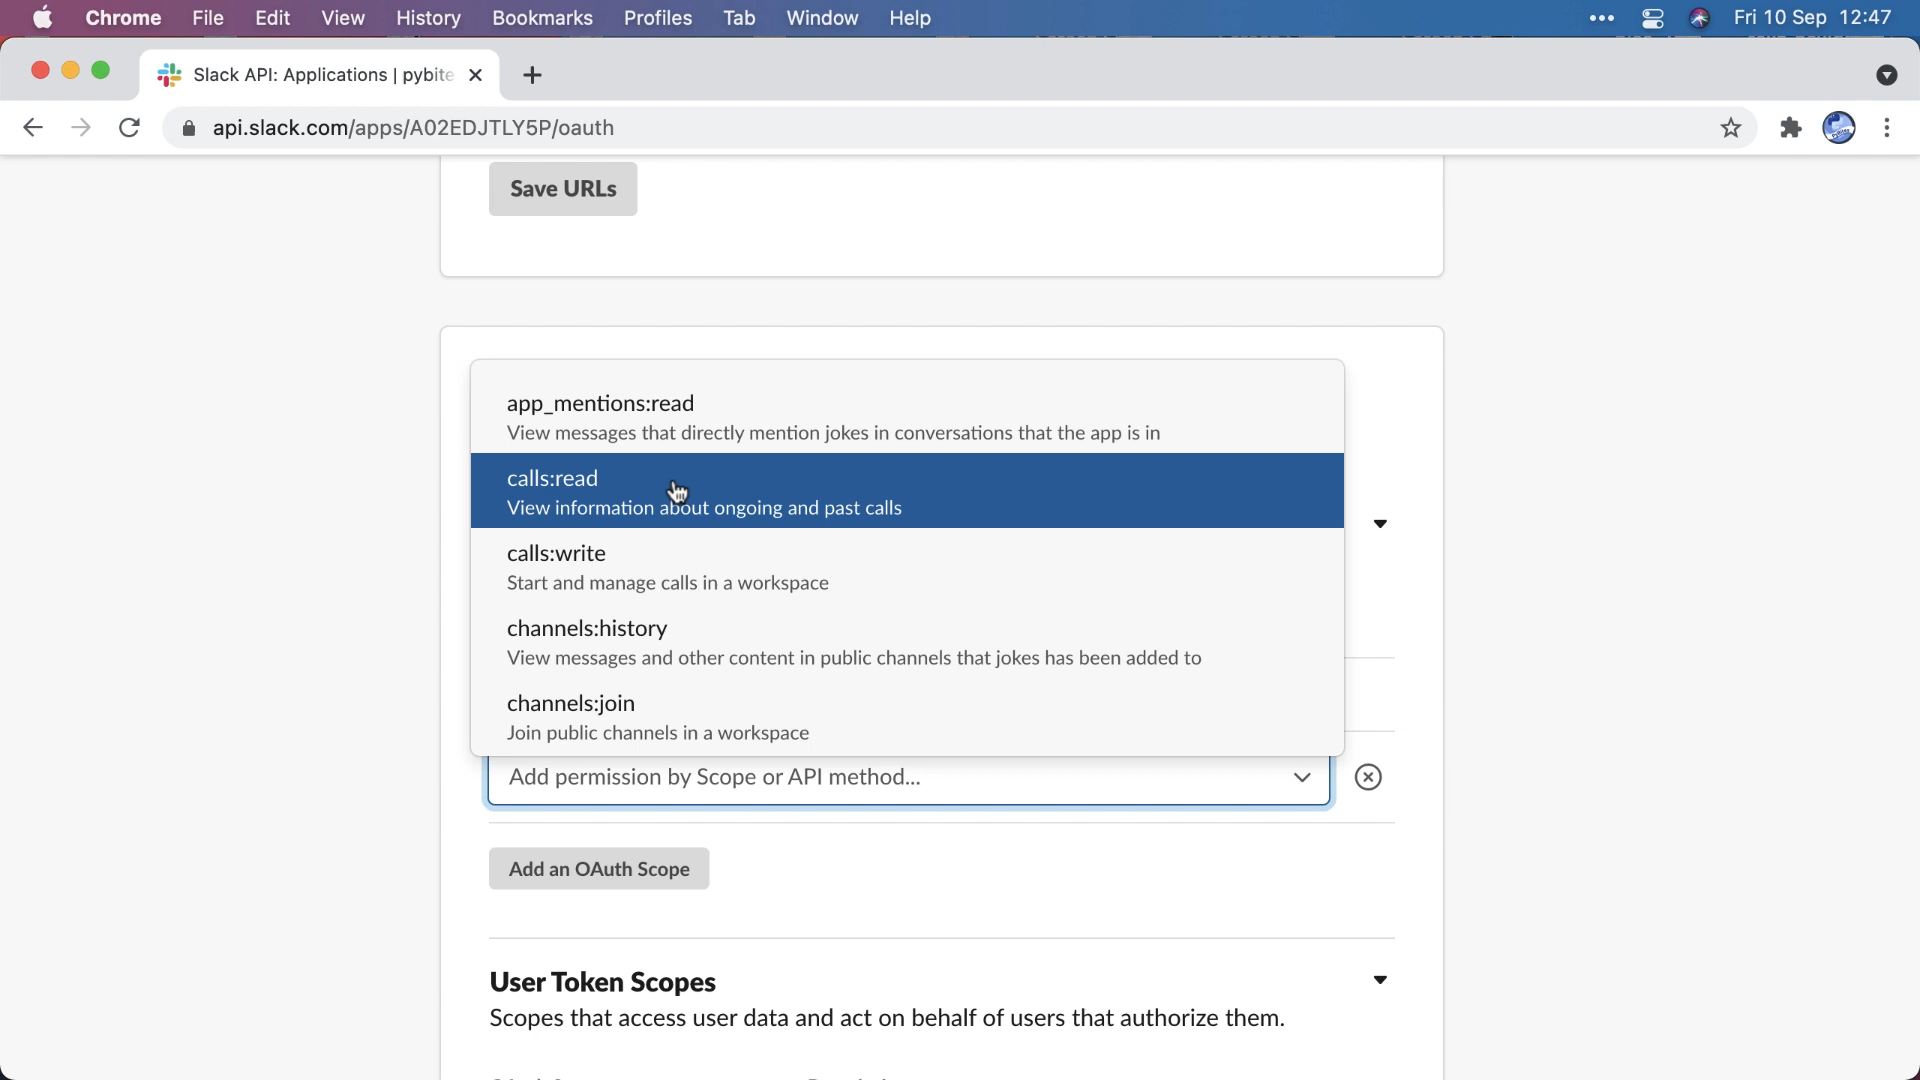 Chrome File Edit View History Bookmarks Profiles Tab Window Help Fri 10 Sep 12:47
Slack API: Applications | pybite
api.slack.com/apps/A02EDJTLY5P/oauth
Save URLs
app_mentions:read
View messages that directly mention jokes in conversations that the app is in
calls:read
View information about ongoing and past calls
calls:write
Start and manage calls in a workspace
channels:history
View messages and other content in public channels that jokes has been added to
channels:join
Join public channels in a workspace
Add permission by Scope or API method...
Add an OAuth Scope
User Token Scopes
Scopes that access user data and act on behalf of users that authorize them.